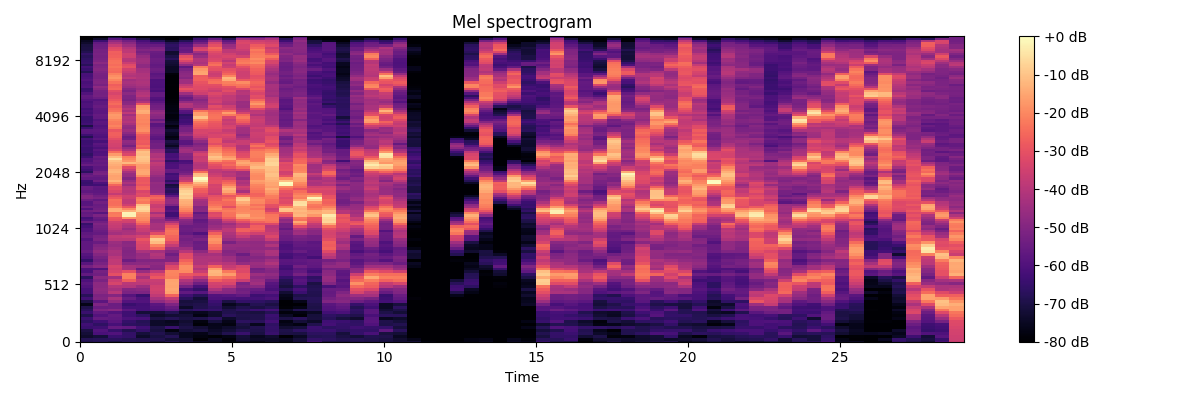 Mel spectrogram
+0 dB
8192
-10 dB
4096
-20 dB
-30 dB
2048
Hz
-40 dB
1024
-50 dB
-60 dB
512
-70 dB
0
-80 dB
0 5 10 15 20 25
Time